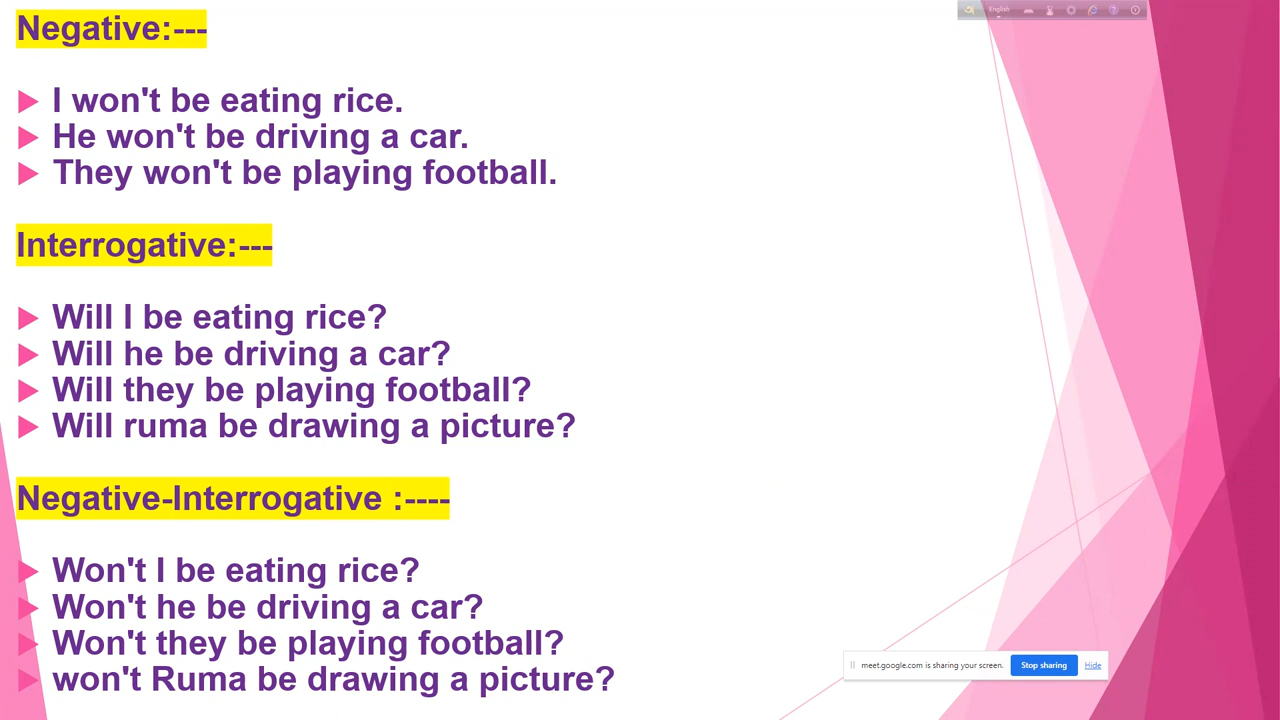 English
Negative:---
I won't be eating rice.
He won't be driving a car.
They won't be playing football.
Interrogative:---
Will I be eating rice?
Will he be driving a car?
Will they be playing football?
Will ruma be drawing a picture?
Negative-Interrogative :----
Won't I be eating rice?
Won't he be driving a car?
Won't they be playing football?
won't Ruma be drawing a picture?
meet.google.com is sharing your screen. Stop sharing Hide